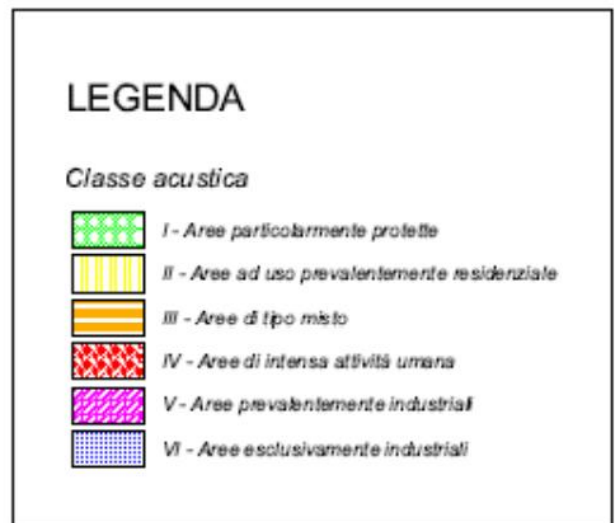 LEGENDA
Classe acustica
I - Aree particolarmente protette
II - Aree ad uso prevalentemente residenziale
III - Aree di tipo misto
IV - Aree di intensa attività umana
V - Aree prevalentemente industriali
VI - Aree esclusivamente industriali